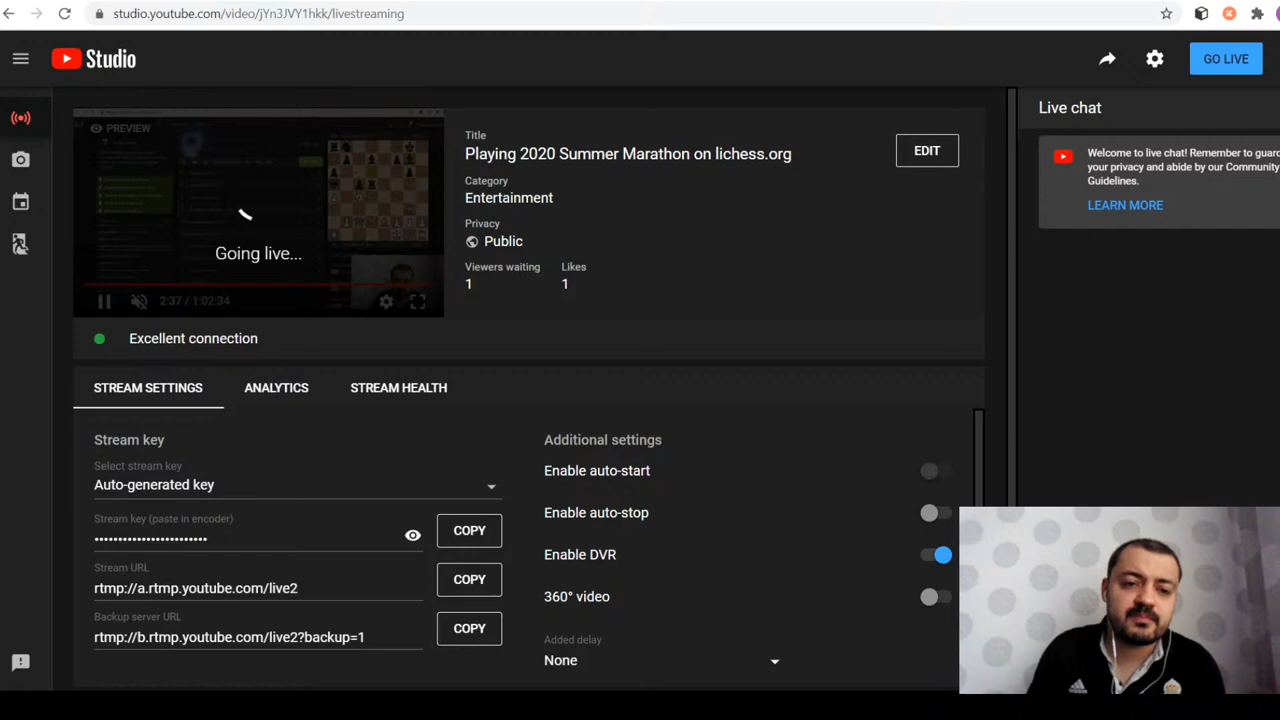 studio.youtube.com/video/jYn3JVY1hkk/livestreaming
Studio
GO LIVE
PREVIEW
Going live...
2:37 / 1:02:34
Title
Playing 2020 Summer Marathon on lichess.org
EDIT
Category
Entertainment
Privacy
Public
Viewers waiting
Likes
1
1
Excellent connection
Live chat
Welcome to live chat! Remember to guard
your privacy and abide by our Community
Guidelines.
LEARN MORE
STREAM SETTINGS
ANALYTICS
STREAM HEALTH
Stream key
Select stream key
Auto-generated key
Stream key (paste in encoder)
COPY
Stream URL
rtmp://a.rtmp.youtube.com/live2
COPY
Backup server URL
rtmp://b.rtmp.youtube.com/live2?backup=1
COPY
Additional settings
Enable auto-start
Enable auto-stop
Enable DVR
360° video
Added delay
None